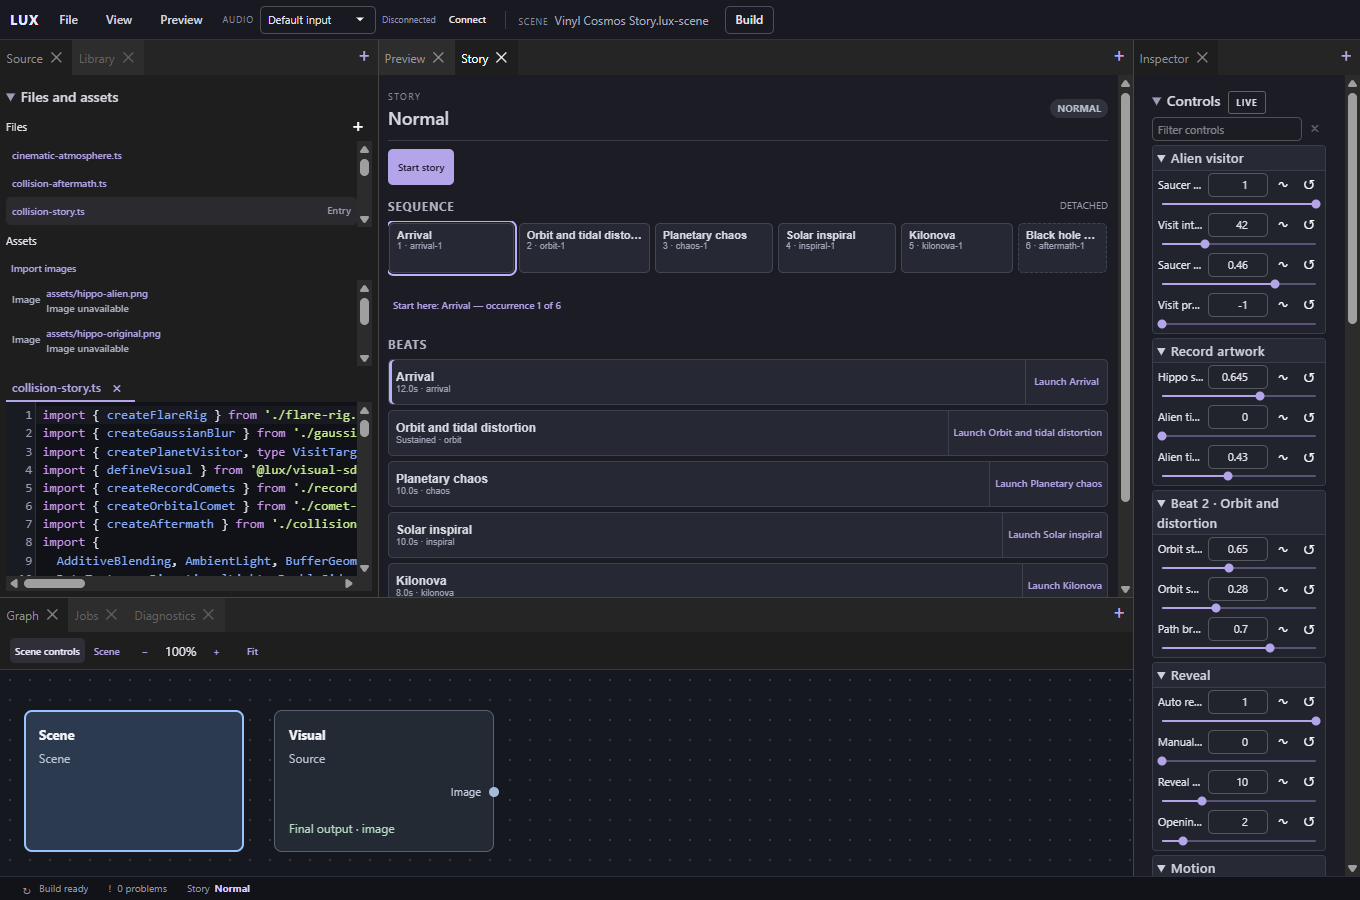 LUX File View Preview AUDIO Default input Disconnected Connect SCENE Vinyl Cosmos Story.lux-scene Build
Source Library +
Files and assets
Files +
cinematic-atmosphere.ts
collision-aftermath.ts
collision-story.ts Entry
Assets
Import images
Image assets/hippo-alien.png
Image unavailable
Image assets/hippo-original.png
Image unavailable
collision-story.ts ×
1 import { createFlareRig } from './flare-rig.
2 import { createGaussianBlur } from './gaussi
3 import { createPlanetVisitor, type VisitTarg
4 import { defineVisual } from '@lux/visual-sd
5 import { createRecordComets } from './record
6 import { createOrbitalComet } from './comet-
7 import { createAftermath } from './collision
8 import {
9 AdditiveBlending, AmbientLight, BufferGeom
Preview Story +
STORY
Normal
NORMAL
Start story
SEQUENCE DETACHED
Arrival
1 · arrival-1
Orbit and tidal disto...
2 · orbit-1
Planetary chaos
3 · chaos-1
Solar inspiral
4 · inspiral-1
Kilonova
5 · kilonova-1
Black hole ...
6 · aftermath-1
Start here: Arrival — occurrence 1 of 6
BEATS
Arrival
12.0s · arrival
Launch Arrival
Orbit and tidal distortion
Sustained · orbit
Launch Orbit and tidal distortion
Planetary chaos
10.0s · chaos
Launch Planetary chaos
Solar inspiral
10.0s · inspiral
Launch Solar inspiral
Kilonova
8.0s · kilonova
Launch Kilonova
Inspector +
Controls LIVE
Filter controls ×
Alien visitor
Saucer ... 1
Visit int... 42
Saucer ... 0.46
Visit pr... -1
Record artwork
Hippo s... 0.645
Alien ti... 0
Alien ti... 0.43
Beat 2 · Orbit and
distortion
Orbit st... 0.65
Orbit s... 0.28
Path br... 0.7
Reveal
Auto re... 1
Manual... 0
Reveal ... 10
Openin... 2
Motion
Graph Jobs Diagnostics +
Scene controls Scene − 100% + Fit
Scene
Scene
Visual
Source
Image
Final output · image
Build ready ! 0 problems Story Normal